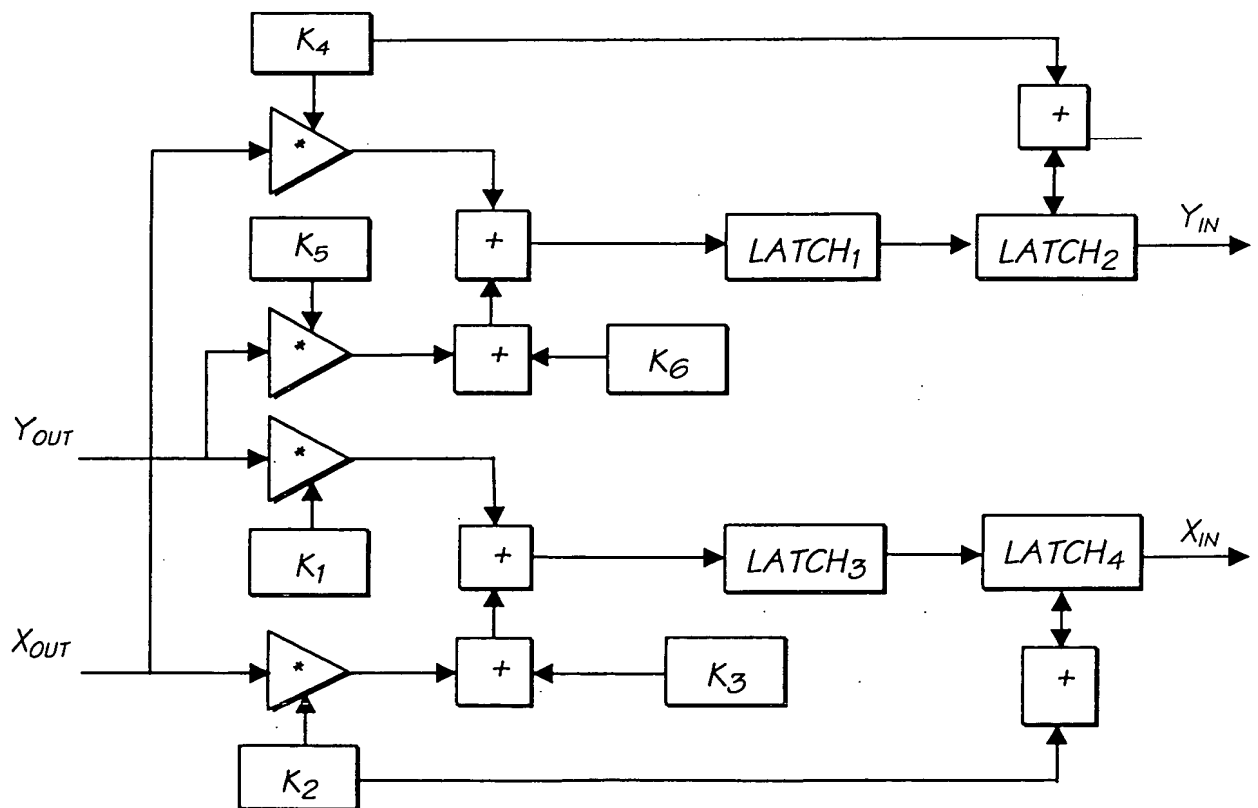 K4
+
*
K5
+
LATCH1
LATCH2
YIN
*
+
K6
YOUT
*
K1
+
LATCH3
LATCH4
XIN
XOUT
*
+
K3
+
K2